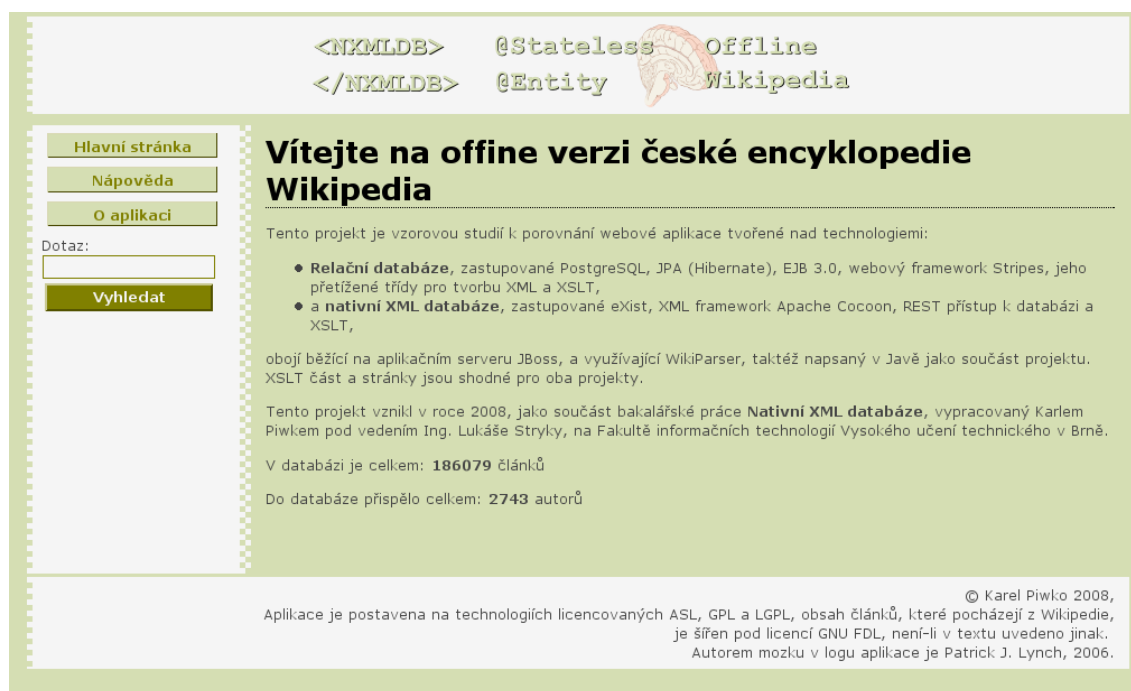 <NXMLDB> @Stateless Offline
</NXMLDB> @Entity Wikipedia
Hlavní stránka
Nápověda
O aplikaci
Dotaz:
Vyhledat
Vítejte na offine verzi české encyklopedie
Wikipedia
Tento projekt je vzorovou studií k porovnání webové aplikace tvořené nad technologiemi:
● Relační databáze, zastupované PostgreSQL, JPA (Hibernate), EJB 3.0, webový framework Stripes, jeho
přetížené třídy pro tvorbu XML a XSLT,
● a nativní XML databáze, zastupované eXist, XML framework Apache Cocoon, REST přístup k databázi a
XSLT,
obojí běžící na aplikačním serveru JBoss, a využívající WikiParser, taktéž napsaný v Javě jako součást projektu.
XSLT část a stránky jsou shodné pro oba projekty.
Tento projekt vznikl v roce 2008, jako součást bakalářské práce Nativní XML databáze, vypracovaný Karlem
Piwkem pod vedením Ing. Lukáše Stryky, na Fakultě informačních technologií Vysokého učení technického v Brně.
V databázi je celkem: 186079 článků
Do databáze přispělo celkem: 2743 autorů
© Karel Piwko 2008,
Aplikace je postavena na technologiích licencovaných ASL, GPL a LGPL, obsah článků, které pocházejí z Wikipedie,
je šířen pod licencí GNU FDL, není-li v textu uvedeno jinak.
Autorem mozku v logu aplikace je Patrick J. Lynch, 2006.